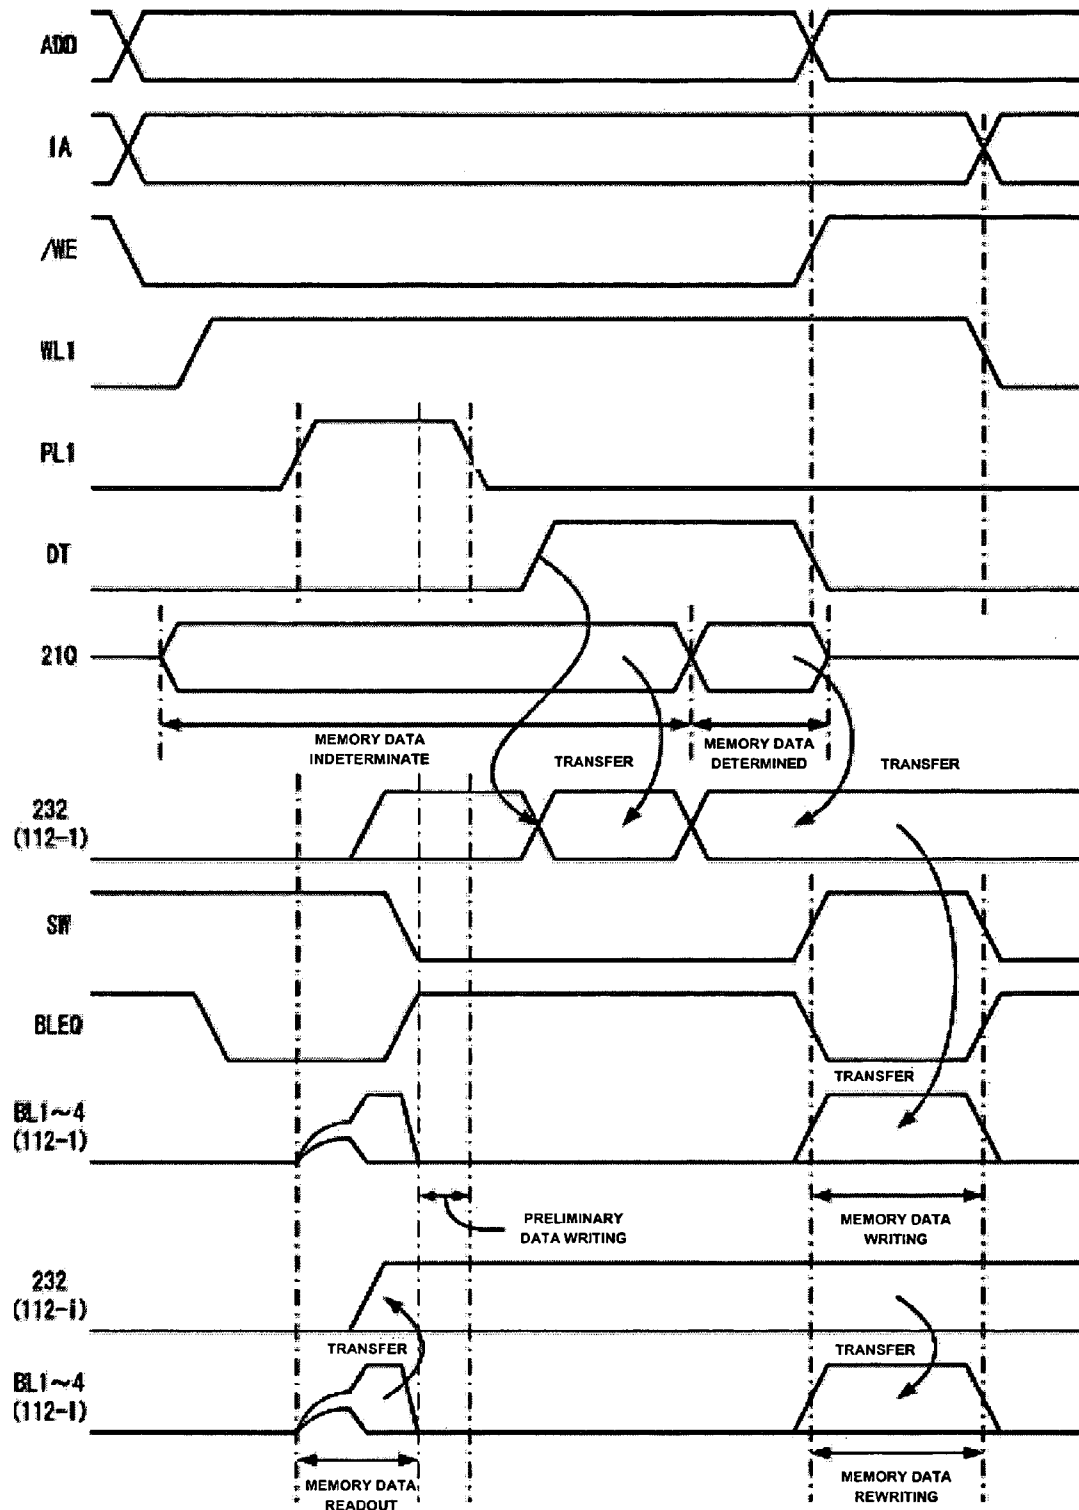 ADD
IA
/WE
WL1
PL1
DT
210
MEMORY DATA
INDETERMINATE
TRANSFER
MEMORY DATA
DETERMINED
TRANSFER
232
(112-1)
SW
BLEQ
TRANSFER
BL1~4
(112-1)
PRELIMINARY
DATA WRITING
MEMORY DATA
WRITING
232
(112-i)
TRANSFER
TRANSFER
BL1~4
(112-i)
MEMORY DATA
READOUT
MEMORY DATA
REWRITING